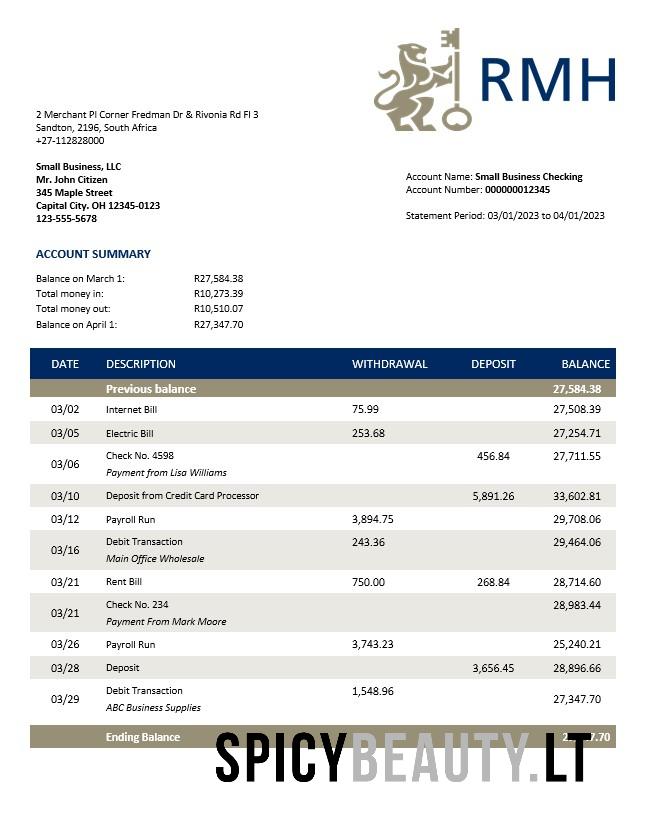 RMH
2 Merchant Pl Corner Fredman Dr & Rivonia Rd Fl 3
Sandton, 2196, South Africa
+27-112828000
Small Business, LLC
Mr. John Citizen
345 Maple Street
Capital City. OH 12345-0123
123-555-5678
Account Name: Small Business Checking
Account Number: 000000012345
Statement Period: 03/01/2023 to 04/01/2023
ACCOUNT SUMMARY
Balance on March 1: R27,584.38
Total money in: R10,273.39
Total money out: R10,510.07
Balance on April 1: R27,347.70
DATE DESCRIPTION WITHDRAWAL DEPOSIT BALANCE
Previous balance 27,584.38
03/02 Internet Bill 75.99 27,508.39
03/05 Electric Bill 253.68 27,254.71
03/06 Check No. 4598 456.84 27,711.55
Payment from Lisa Williams
03/10 Deposit from Credit Card Processor 5,891.26 33,602.81
03/12 Payroll Run 3,894.75 29,708.06
03/16 Debit Transaction 243.36 29,464.06
Main Office Wholesale
03/21 Rent Bill 750.00 268.84 28,714.60
03/21 Check No. 234 28,983.44
Payment From Mark Moore
03/26 Payroll Run 3,743.23 25,240.21
03/28 Deposit 3,656.45 28,896.66
03/29 Debit Transaction 1,548.96 27,347.70
ABC Business Supplies
Ending Balance
SPICYBEAUTY.LT